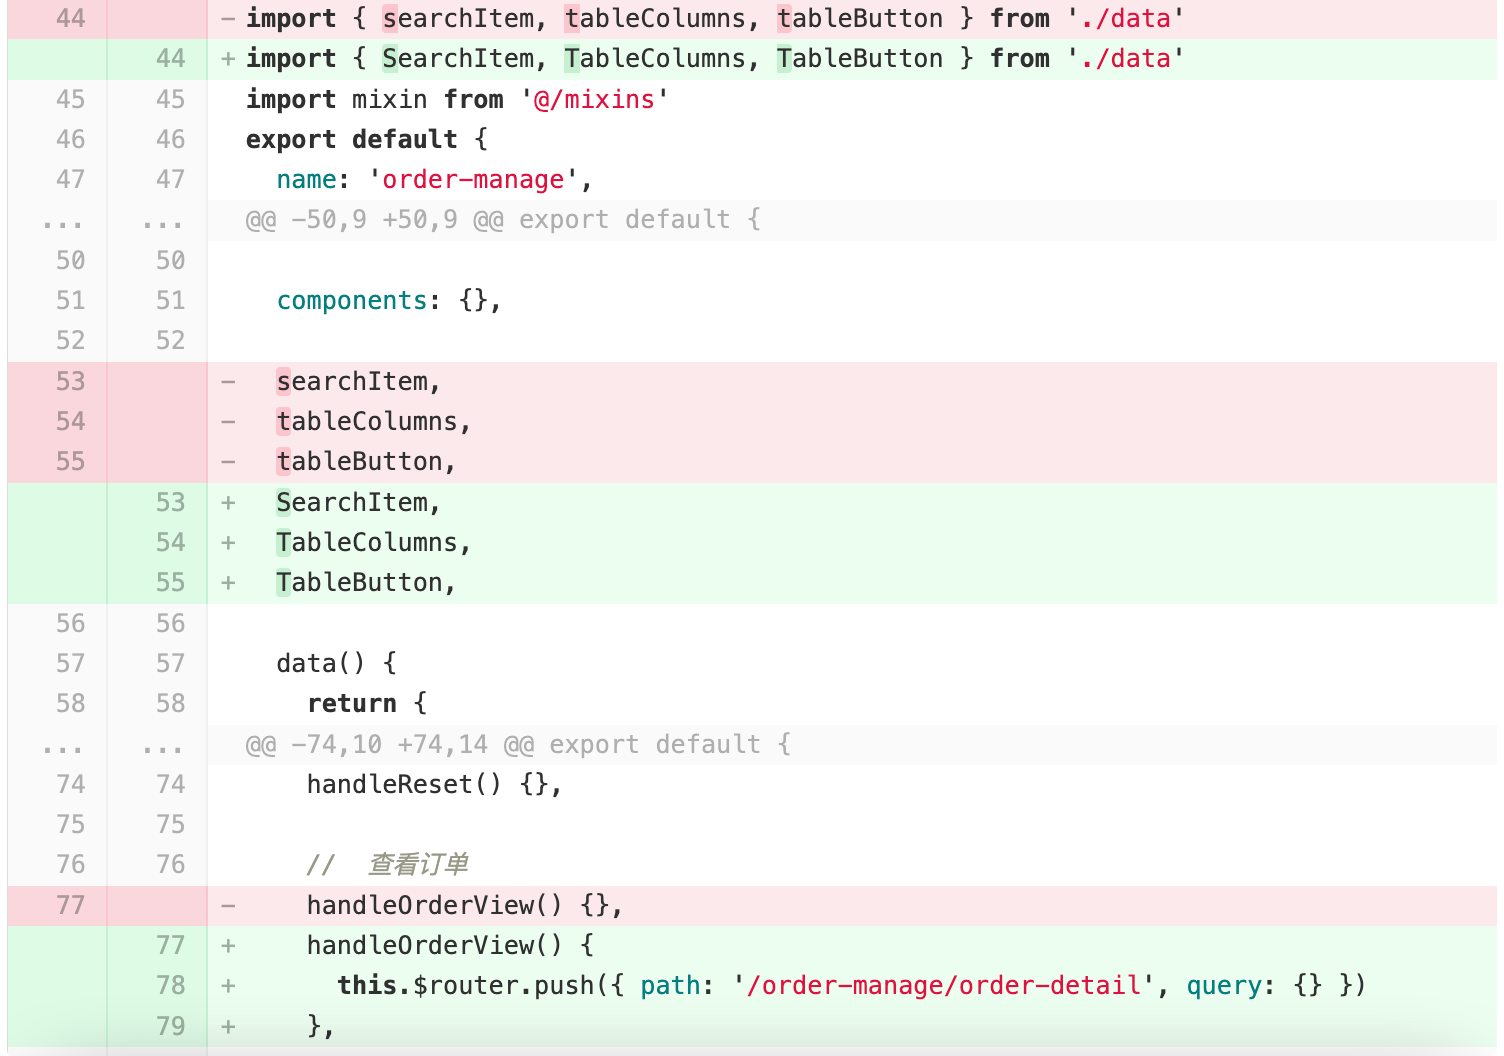 44 - import { searchItem, tableColumns, tableButton } from './data'
44 + import { SearchItem, TableColumns, TableButton } from './data'
45 45 import mixin from '@/mixins'
46 46 export default {
47 47 name: 'order-manage',
... ... @@ -50,9 +50,9 @@ export default {
50 50
51 51 components: {},
52 52
53 - searchItem,
54 - tableColumns,
55 - tableButton,
53 + SearchItem,
54 + TableColumns,
55 + TableButton,
56 56
57 57 data() {
58 58 return {
... ... @@ -74,10 +74,14 @@ export default {
74 74 handleReset() {},
75 75
76 76 // 查看订单
77 - handleOrderView() {},
77 + handleOrderView() {
78 + this.$router.push({ path: '/order-manage/order-detail', query: {} })
79 + },